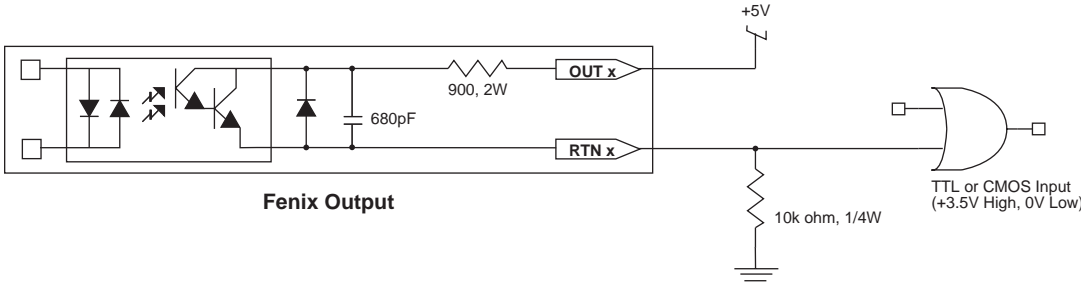 +5V
OUT x
900, 2W
680pF
RTN x
TTL or CMOS Input
(+3.5V High, 0V Low)
Fenix Output
10k ohm, 1/4W